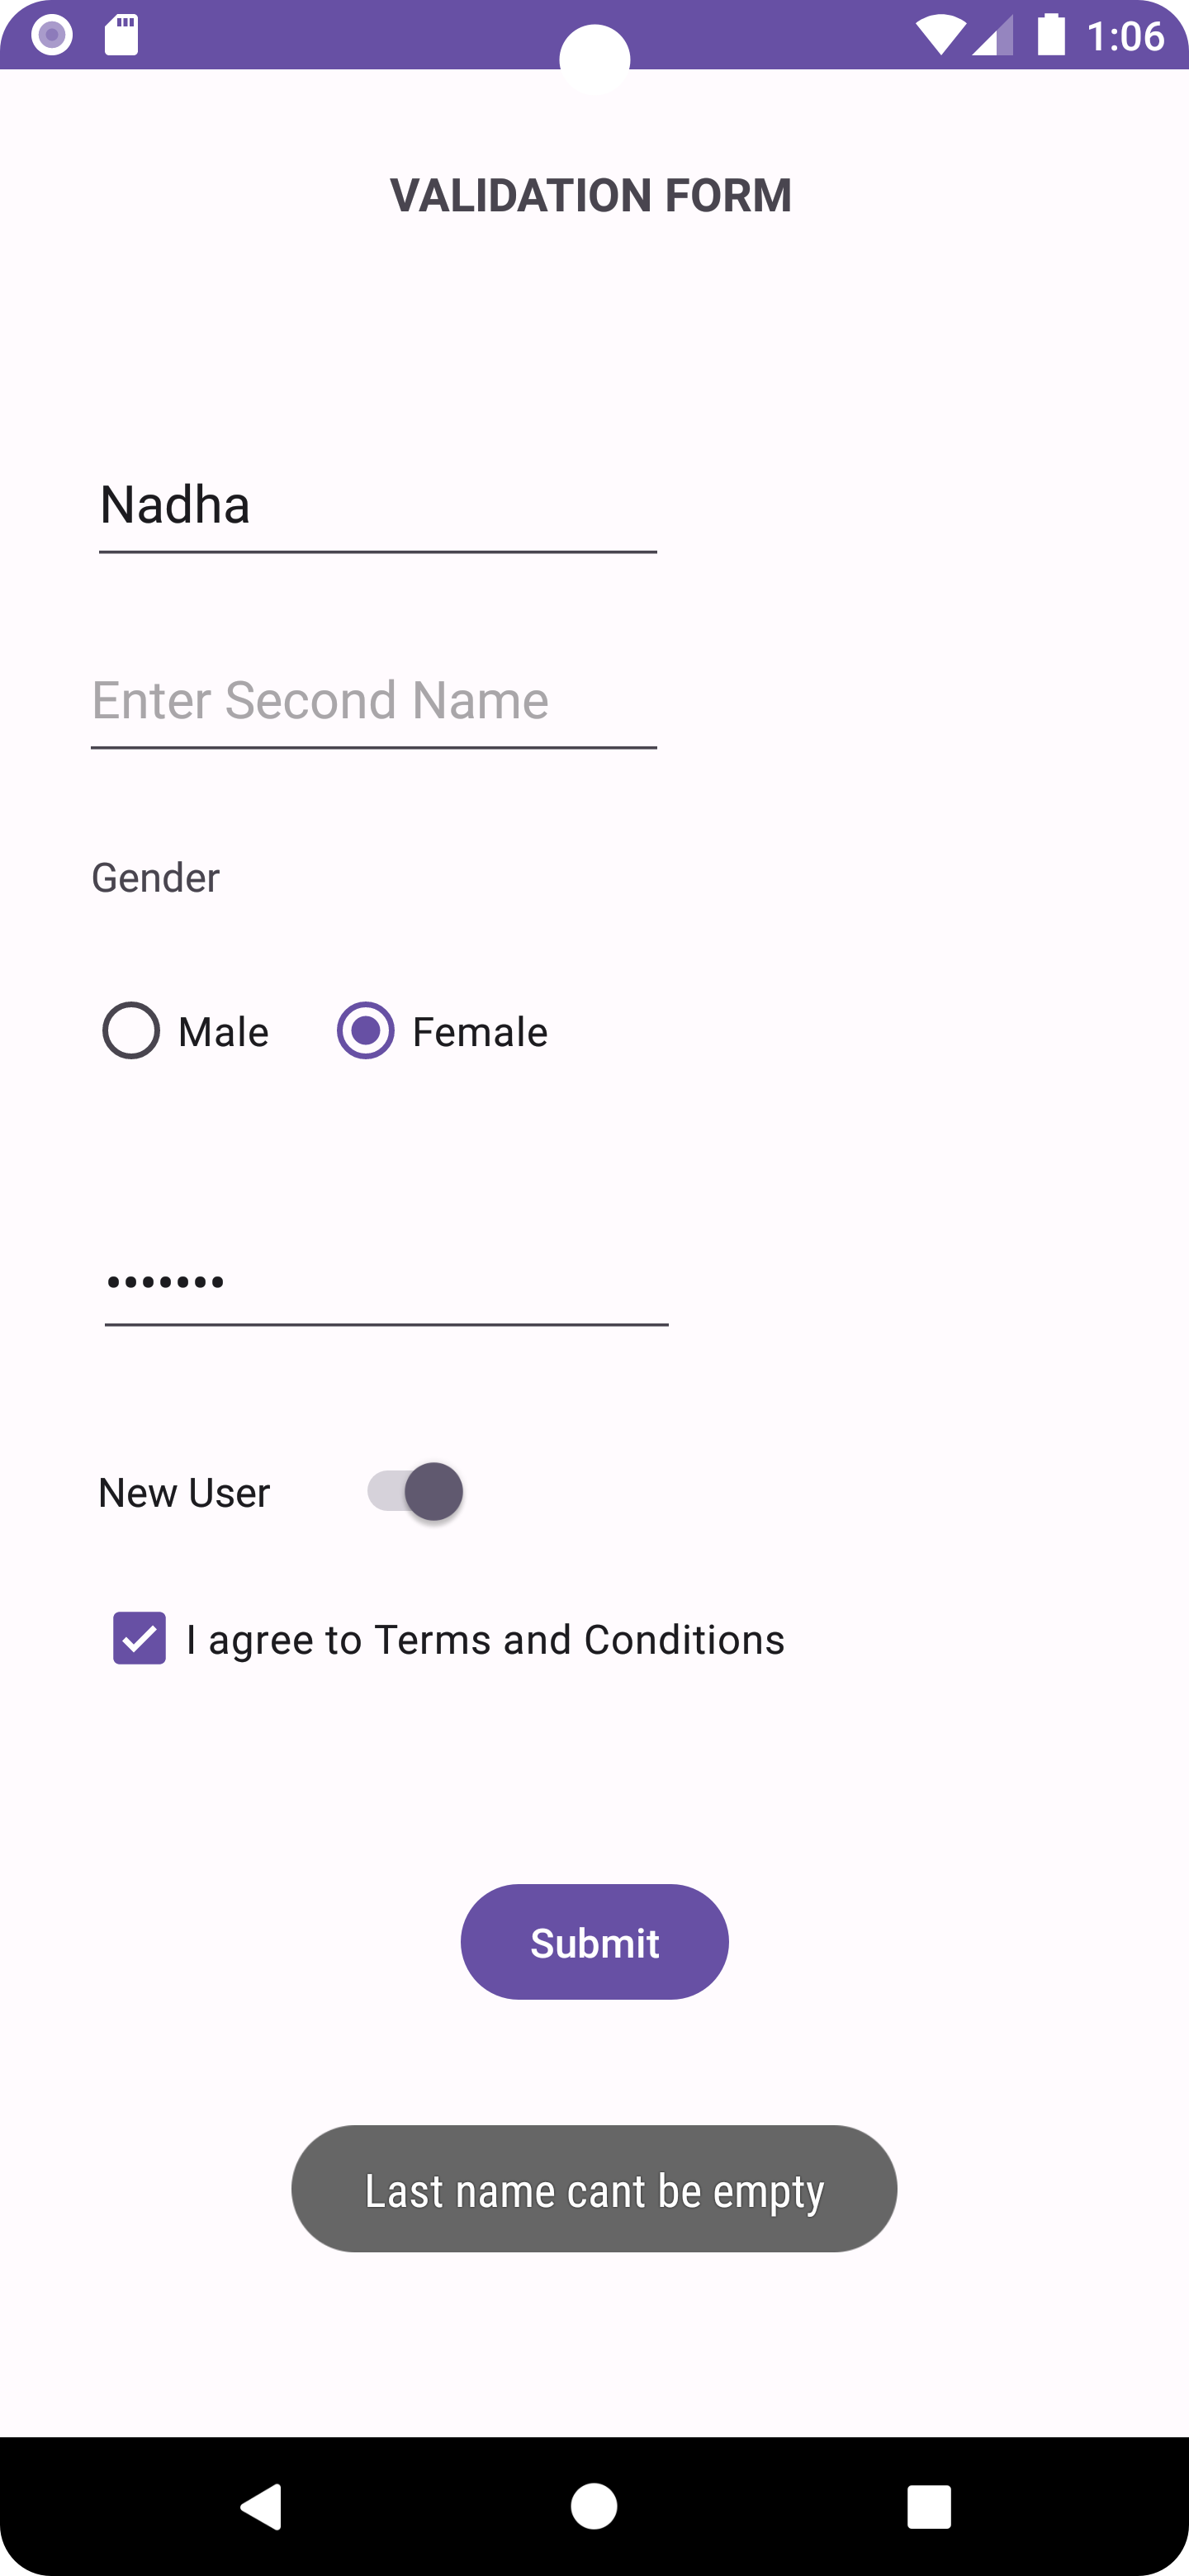 1:06
VALIDATION FORM
Nadha
Enter Second Name
Gender
Male Female
•••••••
New User
I agree to Terms and Conditions
Submit
Last name cant be empty